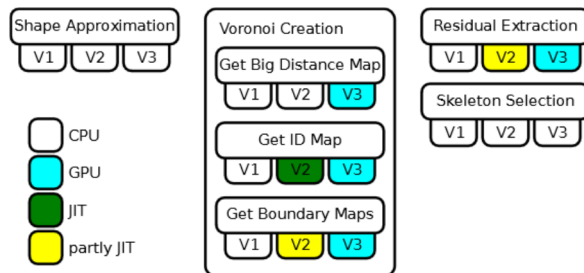 Shape Approximation
V1 V2 V3
CPU
GPU
JIT
partly JIT
Voronoi Creation
Get Big Distance Map
V1 V2 V3
Get ID Map
V1 V2 V3
Get Boundary Maps
V1 V2 V3
Residual Extraction
V1 V2 V3
Skeleton Selection
V1 V2 V3